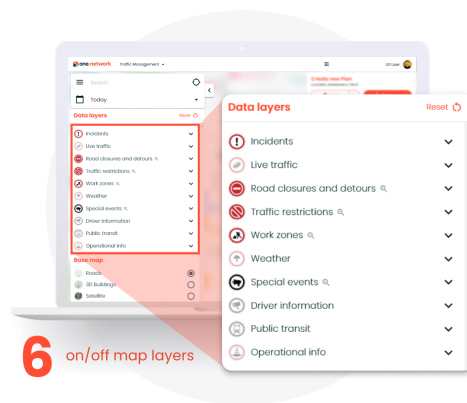 one.network Traffic Management
US User
Search
Today
Data layers Reset
Incidents
Live traffic
Road closures and detours
Traffic restrictions
Work zones
Weather
Special events
Driver information
Public transit
Operational info
Base map
Roads
3D Buildings
Satellite
Create new Plan
Data layers Reset
Incidents
Live traffic
Road closures and detours
Traffic restrictions
Work zones
Weather
Special events
Driver information
Public transit
Operational info
6 on/off map layers